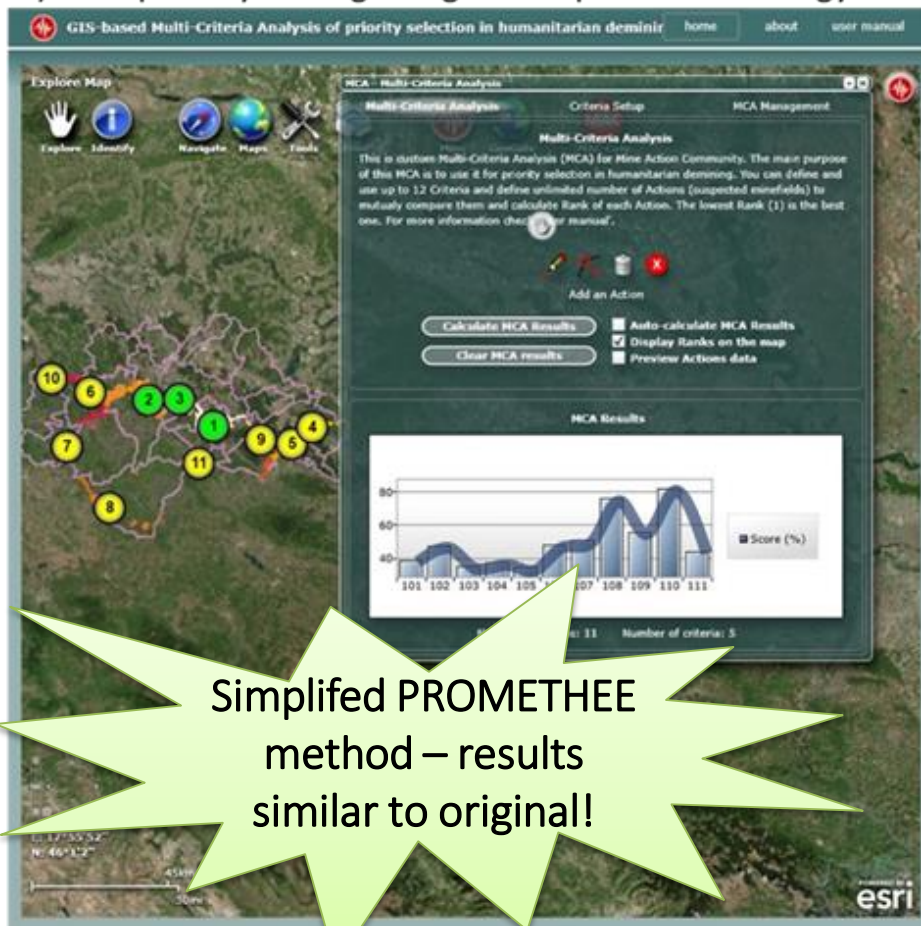 GIS-based Multi-Criteria Analysis of priority selection in humanitarian deminir
home about user manual
Explore Map
Explore Identify Navigate Maps Tools
MCA - Multi-Criteria Analysis
Multi-Criteria Analysis Criteria Setup MCA Management
Multi-Criteria Analysis
This is custom Multi-Criteria Analysis (MCA) for Mine Action Community. The main purpose
of this MCA is to use it for priority selection in humanitarian demining. You can define and
use up to 12 Criteria and define unlimited number of Actions (suspected minefields) to
mutualy compare them and calculate Rank of each Action. The lowest Rank (1) is the best
one. For more information manual'.
Add an Action
Calculate MCA Results
Auto-calculate MCA Results
Display Ranks on the map
Clear MCA results
Preview Actions data
10
6
2
3
1
4
5
9
7
11
8
MCA Results
80
60
40
101 102 103 104 105 107 108 109 110 111
Score (%)
11 Number of criteria: 5
Simplifed PROMETHEE
method – results
similar to original!
N: 46°1'2"
POWERED BY
esri